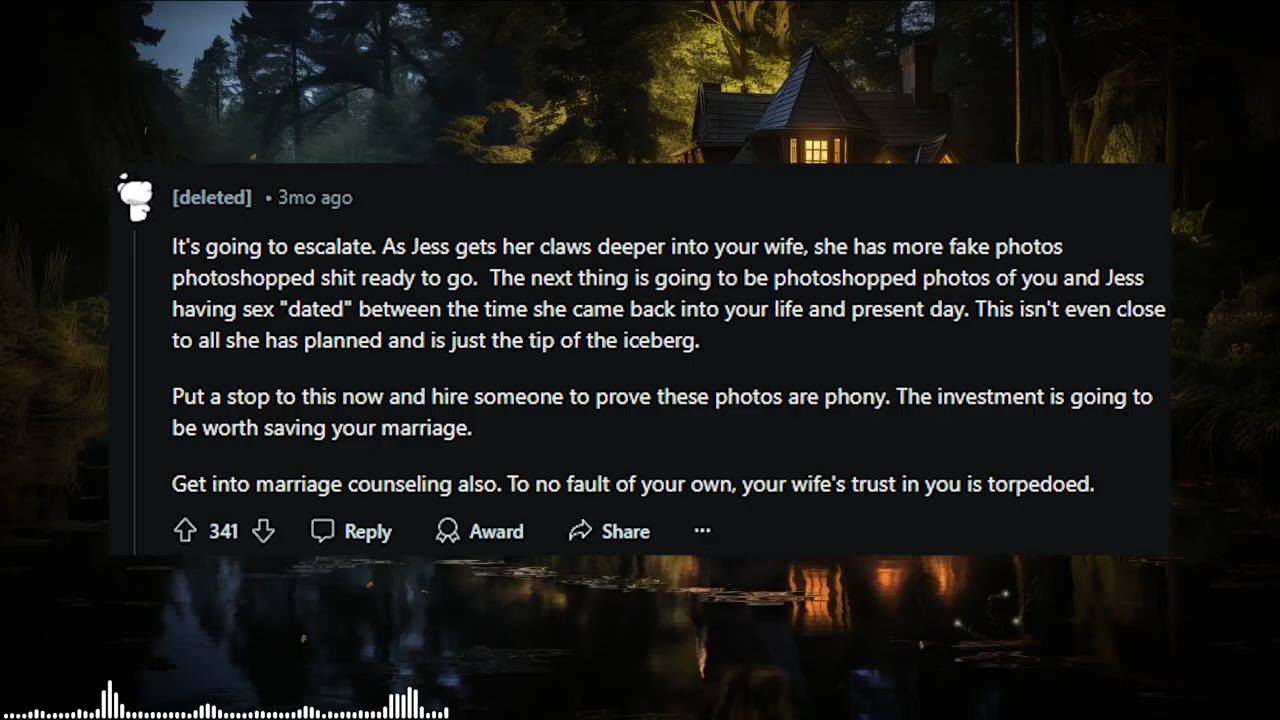 [deleted] • 3mo ago
It's going to escalate. As Jess gets her claws deeper into your wife, she has more fake photos
photoshopped shit ready to go.  The next thing is going to be photoshopped photos of you and Jess
having sex "dated" between the time she came back into your life and present day. This isn't even close
to all she has planned and is just the tip of the iceberg.
Put a stop to this now and hire someone to prove these photos are phony. The investment is going to
be worth saving your marriage.
Get into marriage counseling also. To no fault of your own, your wife's trust in you is torpedoed.
341 Reply Award Share ...